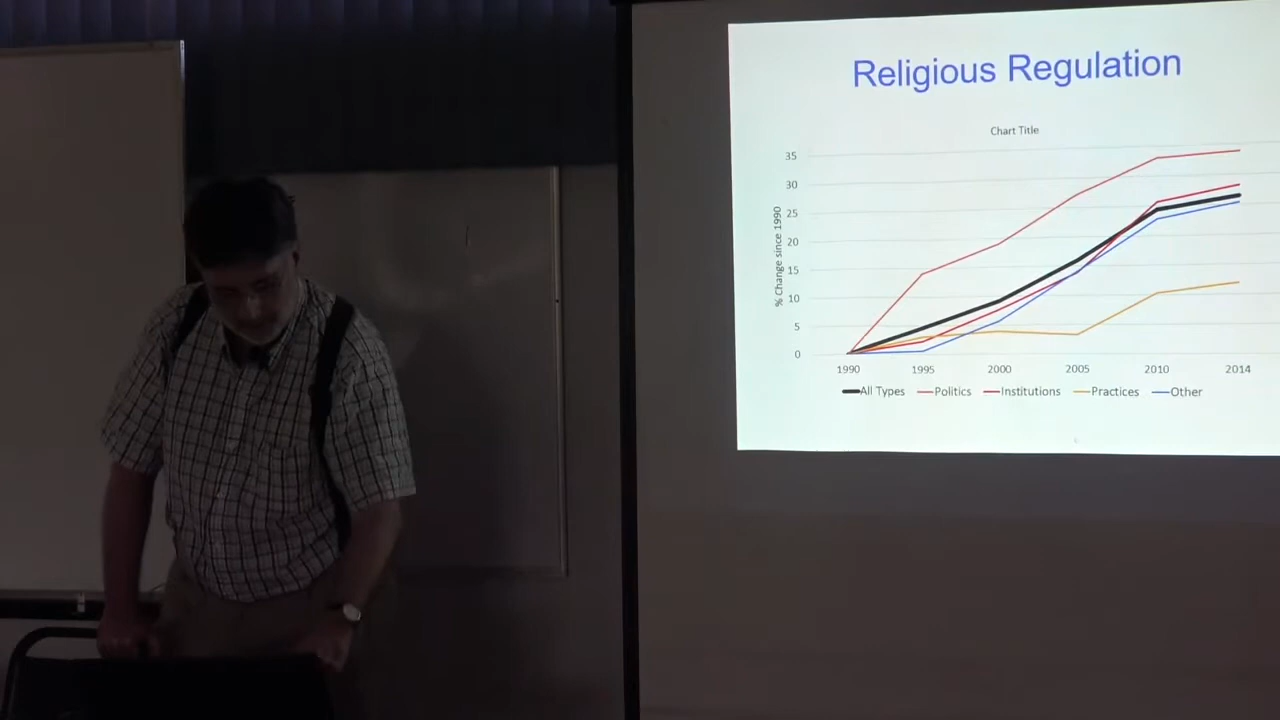 Religious Regulation
Chart Title
% Change since 1990
35
30
25
20
15
10
5
0
1990 1995 2000 2005 2010 2014
All Types Politics Institutions Practices Other